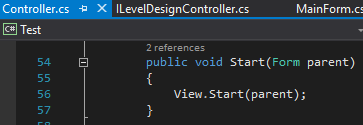 Controller.cs ILevelDesignController.cs MainForm.cs
C# Test
2 references
54 public void Start(Form parent)
55 {
56 View.Start(parent);
57 }
58